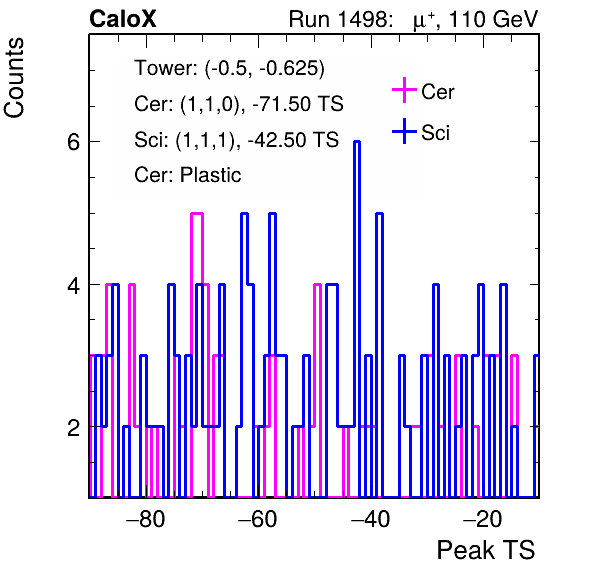 CaloX Run 1498: μ⁺, 110 GeV
Counts
Tower: (-0.5, -0.625)
Cer: (1,1,0), -71.50 TS
Sci: (1,1,1), -42.50 TS
Cer: Plastic
Cer
Sci
6
4
2
−80 −60 −40 −20
Peak TS